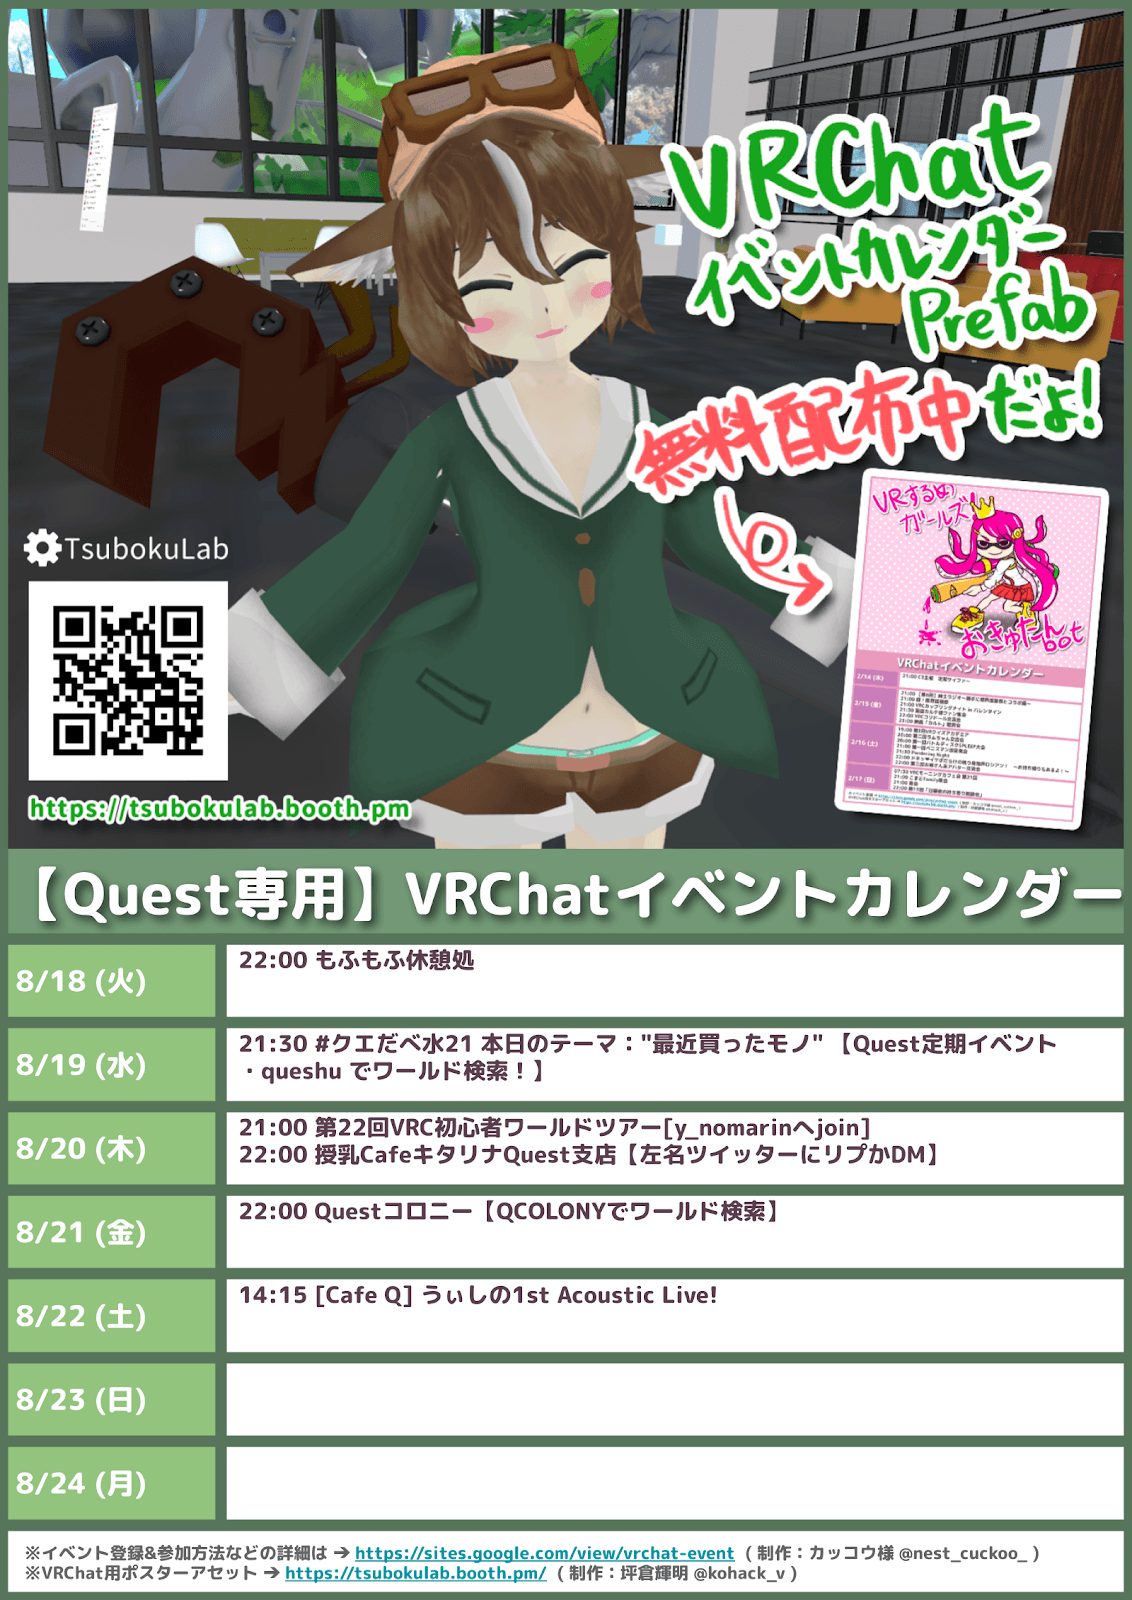 VRChat
イベントカレンダー
Prefab
無料配布中だよ!
TsubokuLab
https://tsubokulab.booth.pm
VRするめ
ガールズ
おきゅたんbot
VRChatイベントカレンダー
2/14 (木)
2/15 (金)
2/16 (土)
2/17 (日)
【Quest専用】VRChatイベントカレンダー
8/18 (火)
22:00 もふもふ休憩処
8/19 (水)
21:30 #クエだべ水21 本日のテーマ："最近買ったモノ" 【Quest定期イベント
・queshu でワールド検索！】
8/20 (木)
21:00 第22回VRC初心者ワールドツアー[y_nomarinへjoin]
22:00 授乳CafeキタリナQuest支店【左名ツイッターにリプかDM】
8/21 (金)
22:00 Questコロニー【QCOLONYでワールド検索】
8/22 (土)
14:15 [Cafe Q] うぃしの1st Acoustic Live!
8/23 (日)
8/24 (月)
※イベント登録&参加方法などの詳細は ➔ https://sites.google.com/view/vrchat-event ( 制作：カッコウ様 @nest_cuckoo_ )
※VRChat用ポスターアセット ➔ https://tsubokulab.booth.pm/ ( 制作：坪倉輝明 @kohack_v )